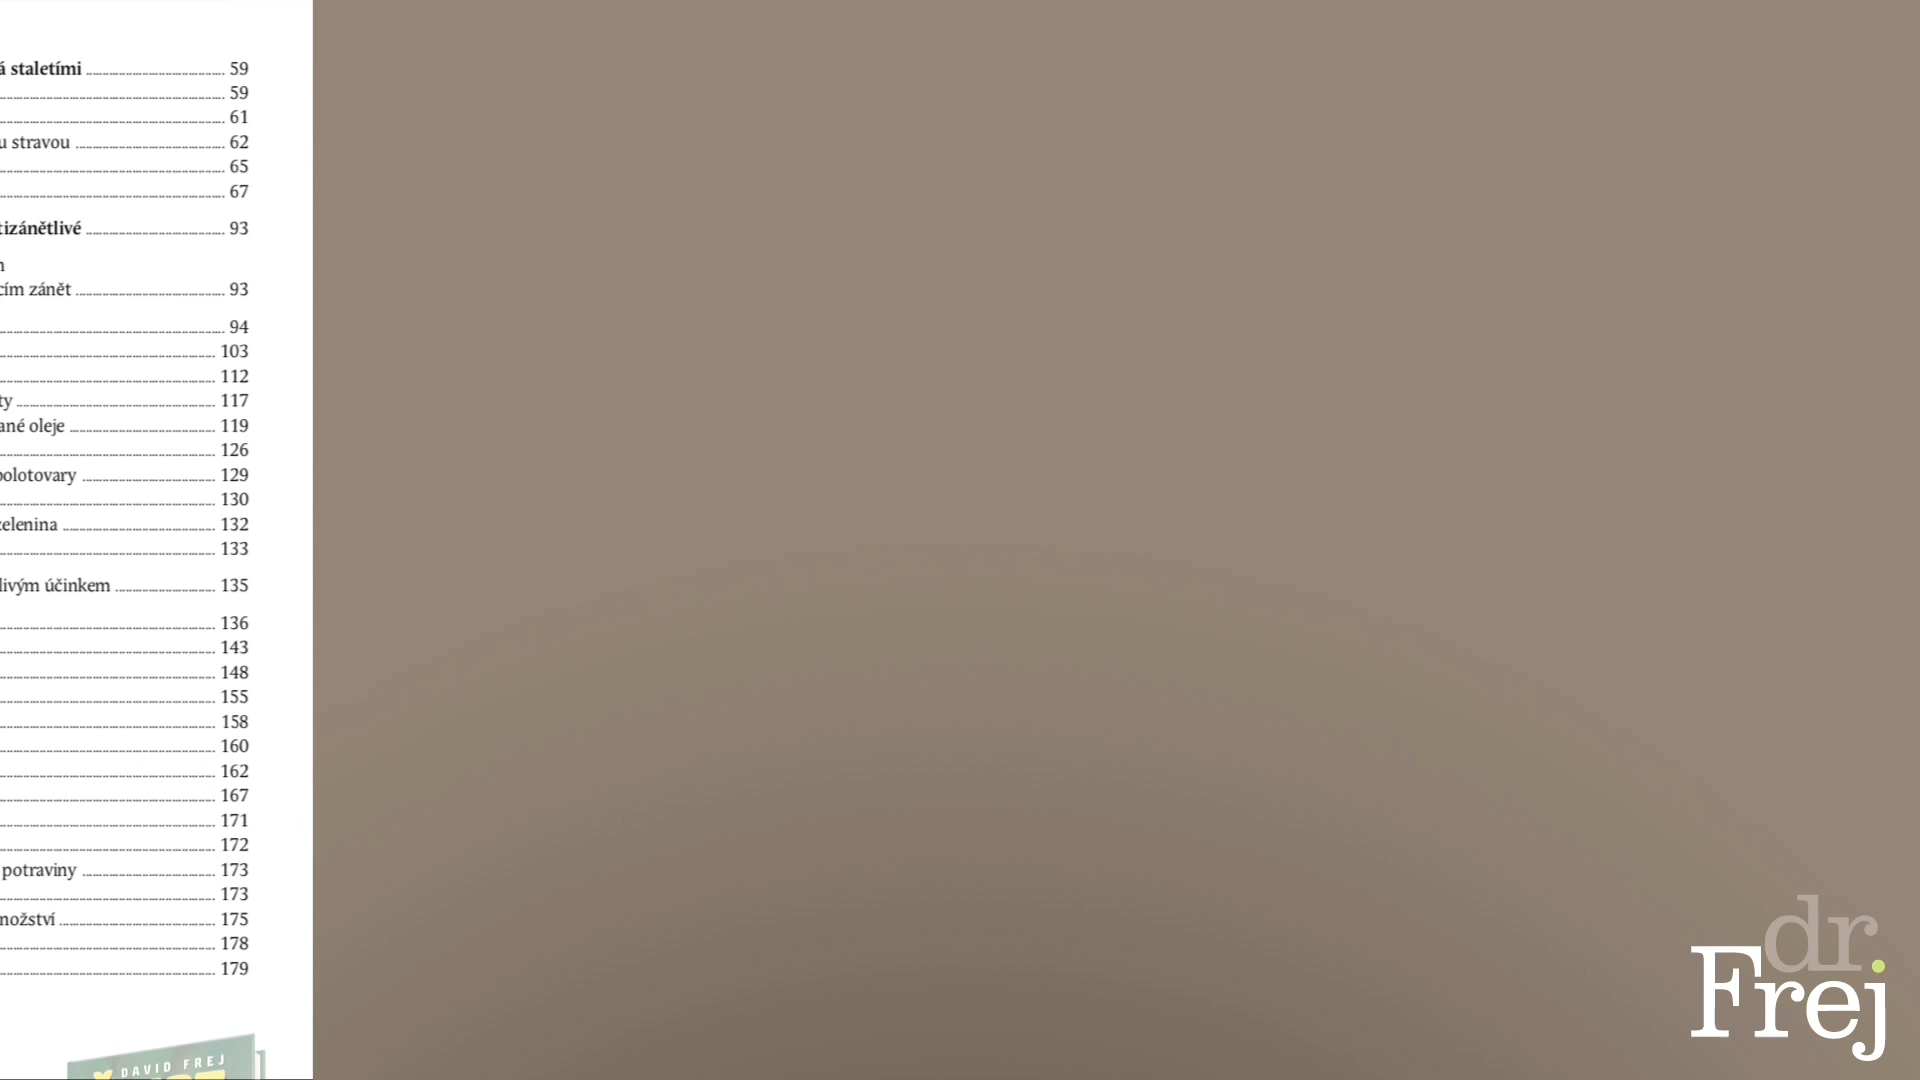 á staletími 59
59
61
u stravou 62
65
67
tizánětlivé 93
n
cím zánět 93
94
103
112
ty 117
ané oleje 119
126
polotovary 129
130
zelenina 132
133
livým účinkem 135
136
143
148
155
158
160
162
167
171
172
potraviny 173
173
nožství 175
178
179
DAVID FREJ
dr.
Frej